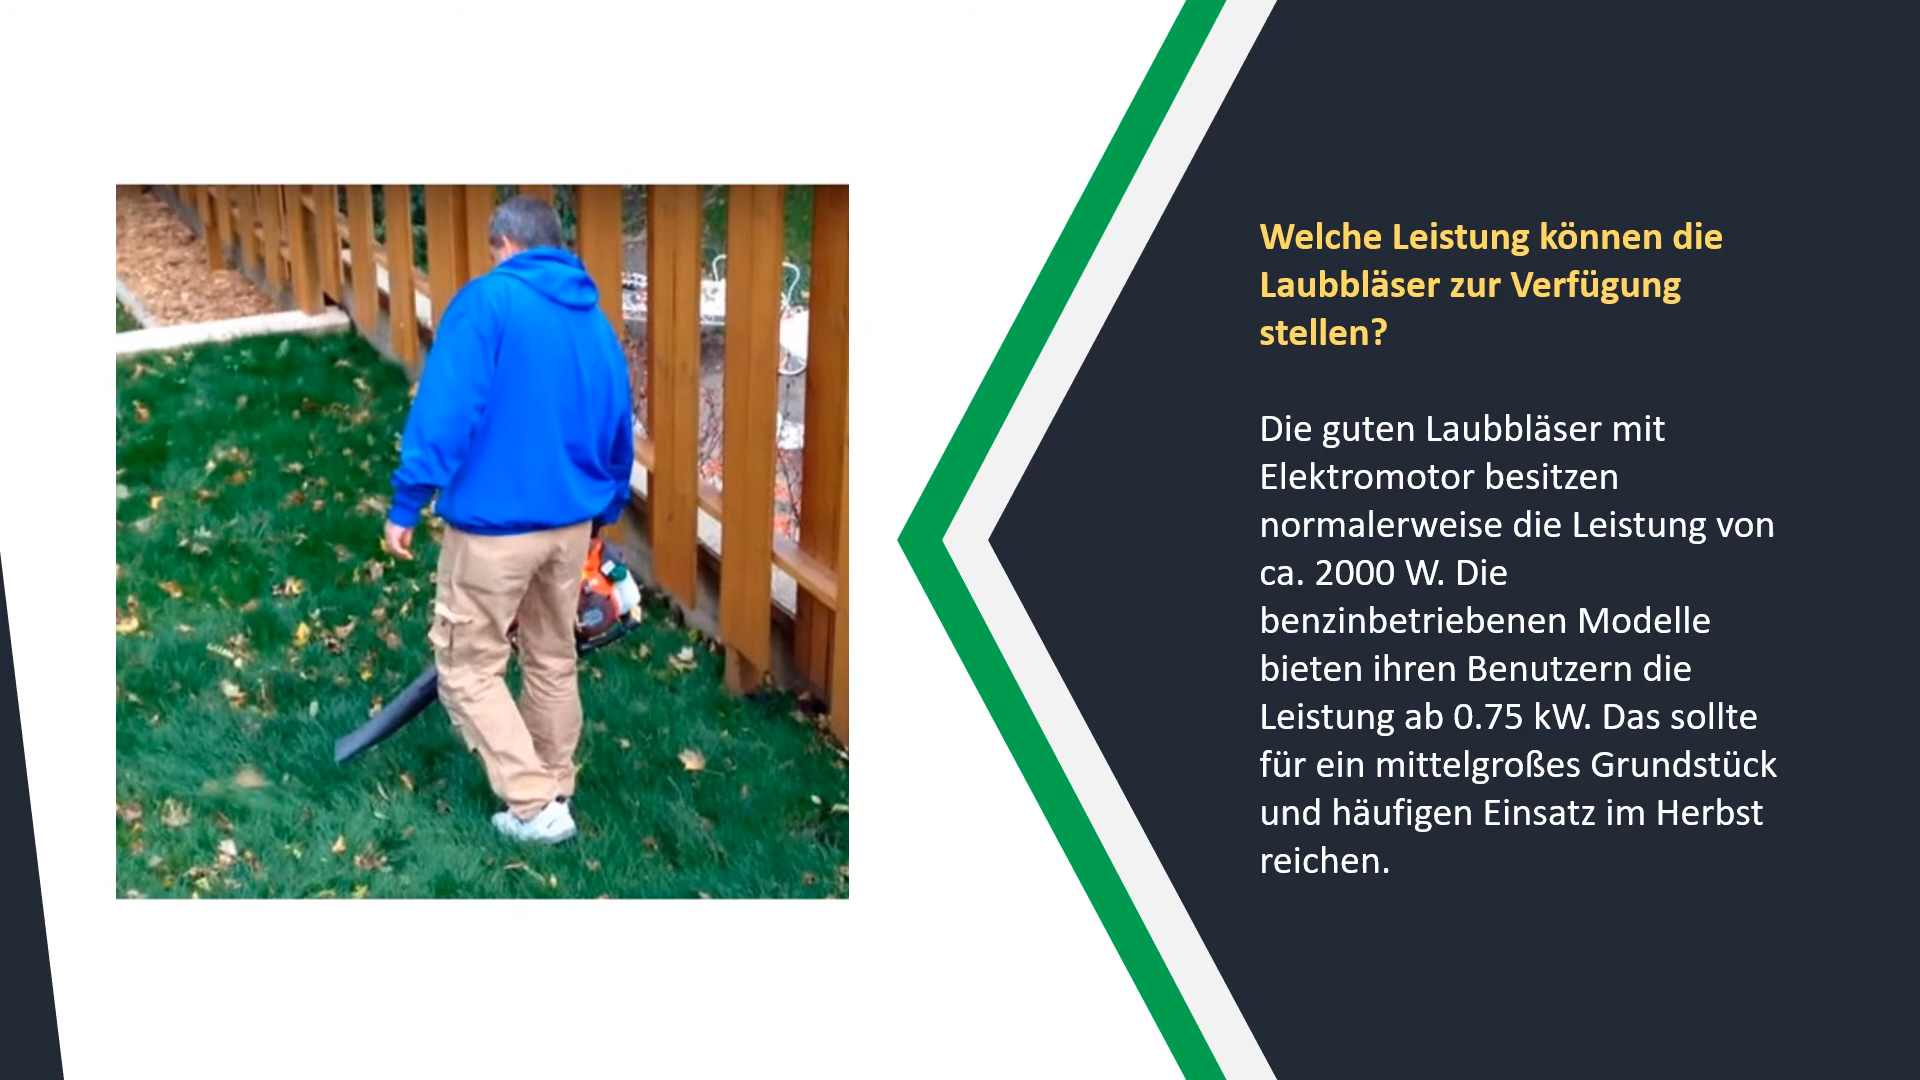 Welche Leistung können die
Laubbläser zur Verfügung
stellen?
Die guten Laubbläser mit
Elektromotor besitzen
normalerweise die Leistung von
ca. 2000 W. Die
benzinbetriebenen Modelle
bieten ihren Benutzern die
Leistung ab 0.75 kW. Das sollte
für ein mittelgroßes Grundstück
und häufigen Einsatz im Herbst
reichen.